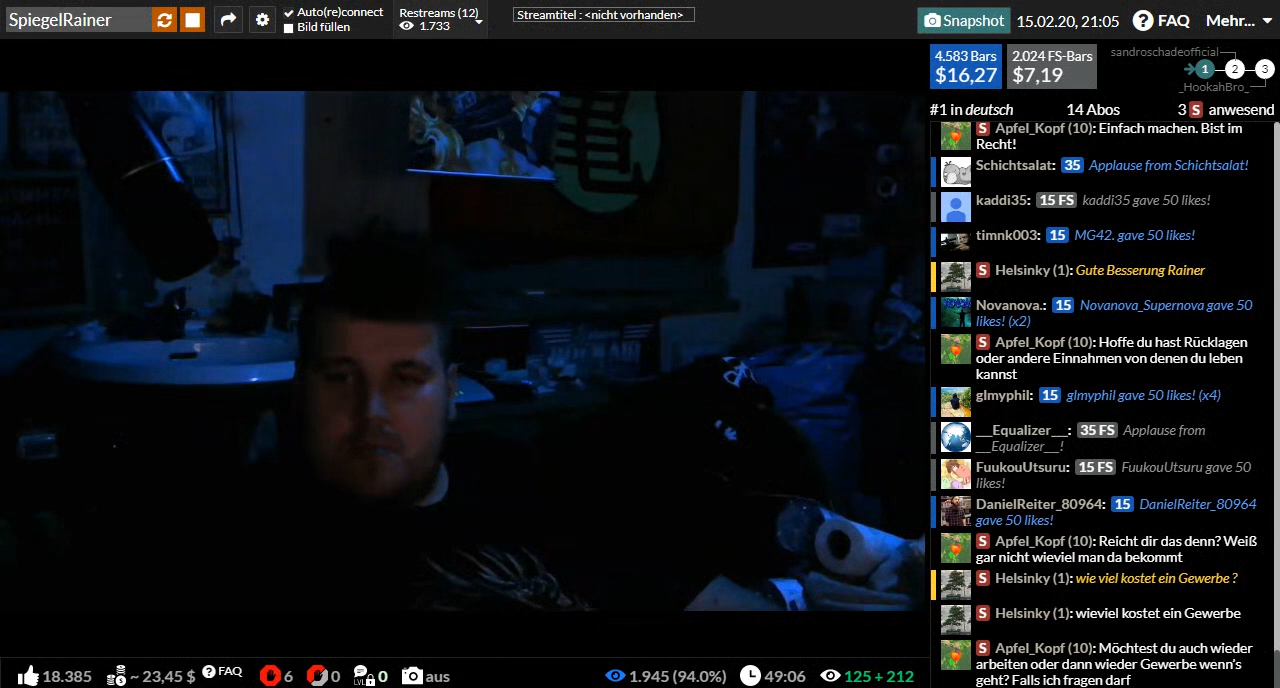 SpiegelRainer
Auto(re)connect
Bild füllen
Restreams (12)
1.733
Streamtitel : <nicht vorhanden>
Snapshot
15.02.20, 21:05
FAQ
Mehr...
4.583 Bars
$16,27
2.024 FS-Bars
$7,19
sandroschadeofficial
1 2 3
_HookahBro_
#1 in deutsch
14 Abos
3 S anwesend
S Apfel_Kopf (10): Einfach machen. Bist im
Recht!
Schichtsalat: 35 Applause from Schichtsalat!
kaddi35: 15 FS kaddi35 gave 50 likes!
timnk003: 15 MG42. gave 50 likes!
S Helsinky (1): Gute Besserung Rainer
Novanova.: 15 Novanova_Supernova gave 50
likes! (x2)
S Apfel_Kopf (10): Hoffe du hast Rücklagen
oder andere Einnahmen von denen du leben
kannst
glmyphil: 15 glmyphil gave 50 likes! (x4)
___Equalizer___: 35 FS Applause from
___Equalizer___!
FuukouUtsuru: 15 FS FuukouUtsuru gave 50
likes!
DanielReiter_80964: 15 DanielReiter_80964
gave 50 likes!
S Apfel_Kopf (10): Reicht dir das denn? Weiß
gar nicht wieviel man da bekommt
S Helsinky (1): wie viel kostet ein Gewerbe ?
S Helsinky (1): wieviel kostet ein Gewerbe
S Apfel_Kopf (10): Möchtest du auch wieder
arbeiten oder dann wieder Gewerbe wenn's
geht? Falls ich fragen darf
18.385
~ 23,45 $
FAQ
6
0
LVL
0
aus
1.945 (94.0%)
49:06
125 + 212